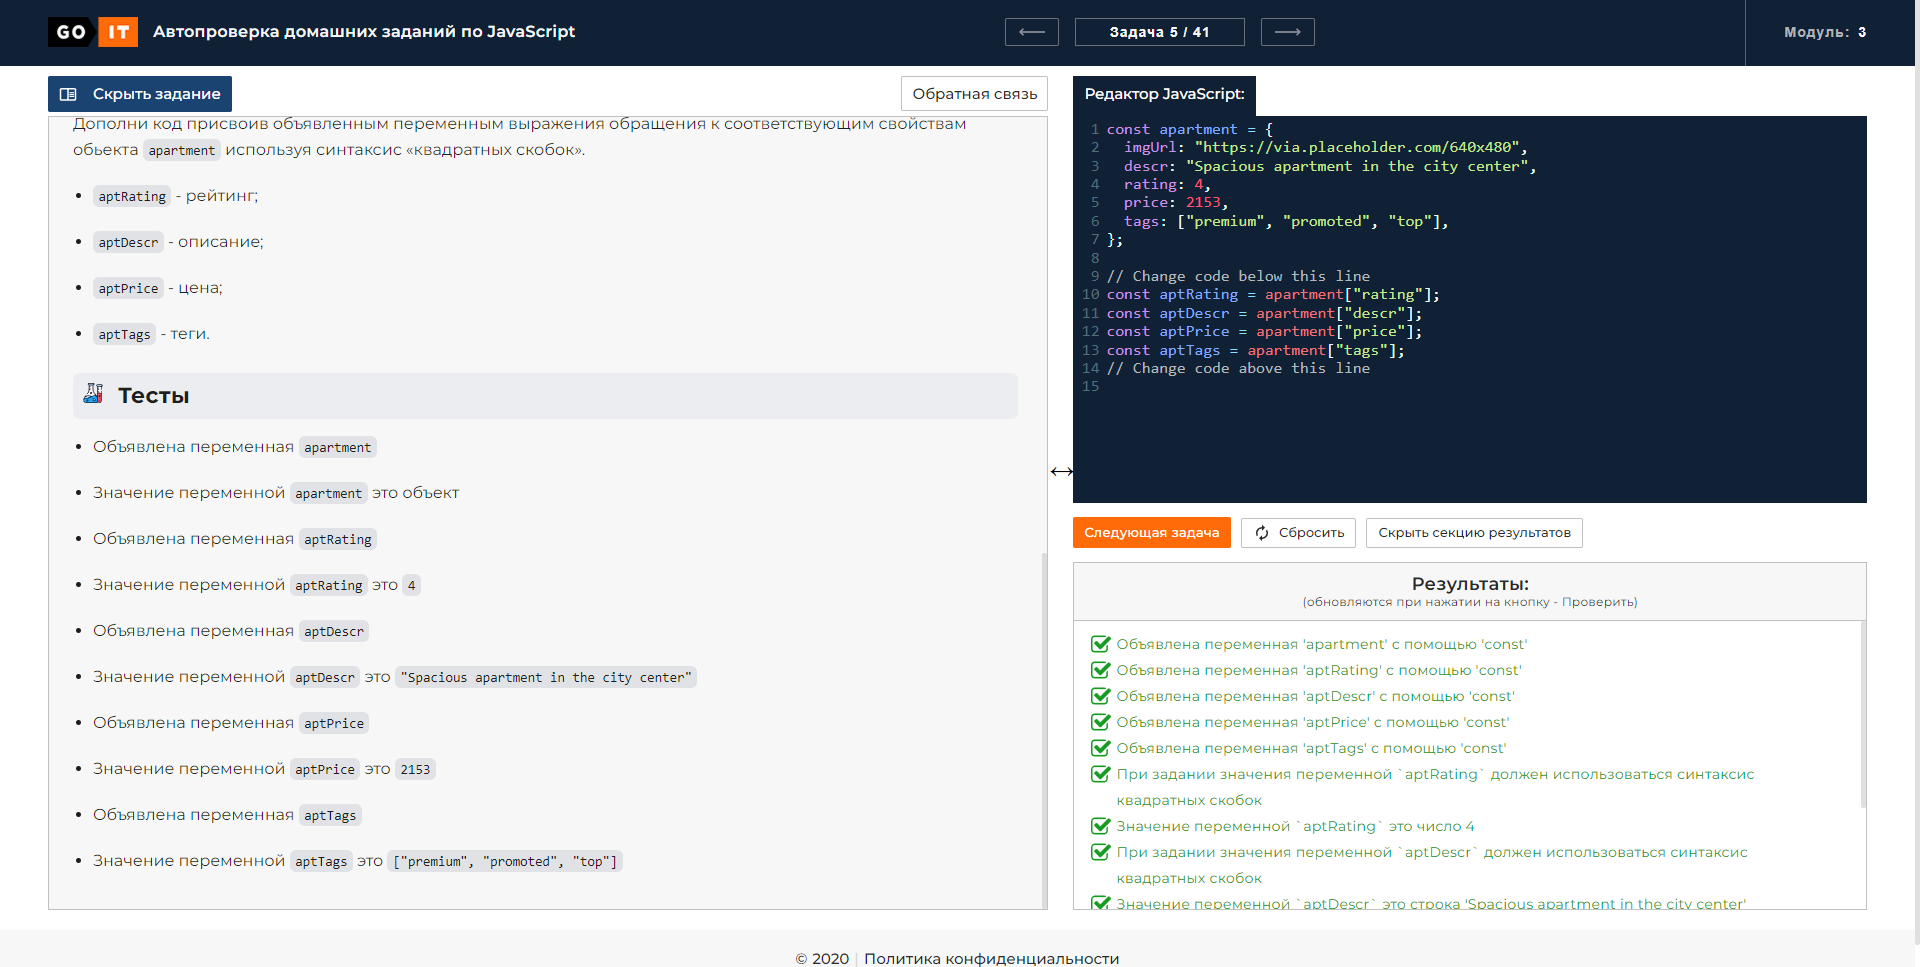 GO IT Автопроверка домашних заданий по JavaScript
Задача 5 / 41
Модуль: 3
Скрыть задание
Обратная связь
Дополни код присвоив объявленным переменным выражения обращения к соответствующим свойствам
обьекта apartment используя синтаксис «квадратных скобок».
aptRating - рейтинг;
aptDescr - описание;
aptPrice - цена;
aptTags - теги.
Тесты
Объявлена переменная apartment
Значение переменной apartment это объект
Объявлена переменная aptRating
Значение переменной aptRating это 4
Объявлена переменная aptDescr
Значение переменной aptDescr это "Spacious apartment in the city center"
Объявлена переменная aptPrice
Значение переменной aptPrice это 2153
Объявлена переменная aptTags
Значение переменной aptTags это ["premium", "promoted", "top"]
Редактор JavaScript:
1 const apartment = {
2   imgUrl: "https://via.placeholder.com/640x480",
3   descr: "Spacious apartment in the city center",
4   rating: 4,
5   price: 2153,
6   tags: ["premium", "promoted", "top"],
7 };
8
9 // Change code below this line
10 const aptRating = apartment["rating"];
11 const aptDescr = apartment["descr"];
12 const aptPrice = apartment["price"];
13 const aptTags = apartment["tags"];
14 // Change code above this line
15
Следующая задача
Сбросить
Скрыть секцию результатов
Результаты:
(обновляются при нажатии на кнопку - Проверить)
Объявлена переменная 'apartment' с помощью 'const'
Объявлена переменная 'aptRating' с помощью 'const'
Объявлена переменная 'aptDescr' с помощью 'const'
Объявлена переменная 'aptPrice' с помощью 'const'
Объявлена переменная 'aptTags' с помощью 'const'
При задании значения переменной `aptRating` должен использоваться синтаксис
квадратных скобок
Значение переменной `aptRating` это число 4
При задании значения переменной `aptDescr` должен использоваться синтаксис
квадратных скобок
Значение переменной `aptDescr` это строка 'Spacious apartment in the city center'
© 2020 | Политика конфиденциальности